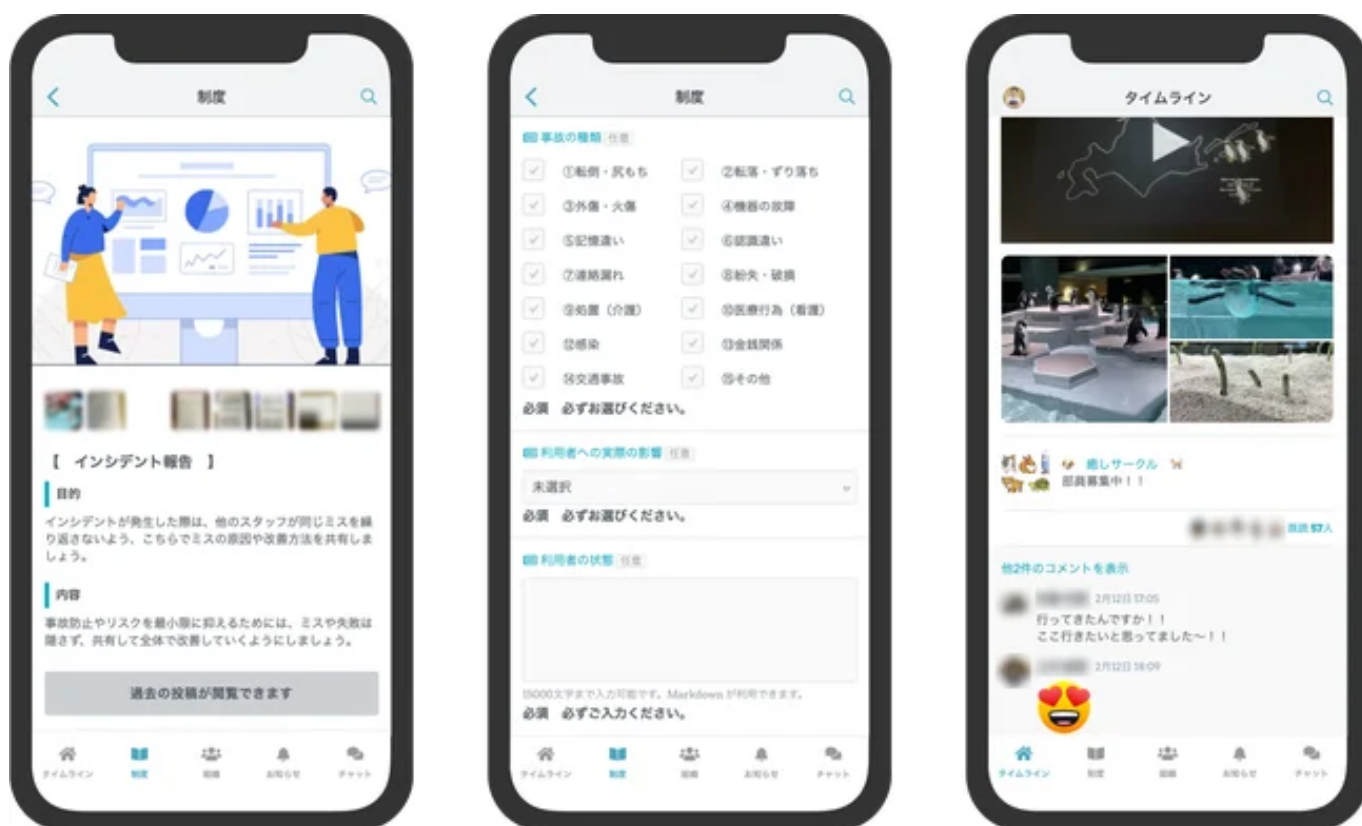 制度
【 インシデント報告 】
目的
インシデントが発生した際は、他のスタッフが同じミスを繰
り返さないよう、こちらでミスの原因や改善方法を共有しま
しょう。
内容
事故防止やリスクを最小限に抑えるためには、ミスや失敗は
隠さず、共有して全体で改善していくようにしましょう。
過去の投稿が閲覧できます
タイムライン
制度
組織
お知らせ
チャット
制度
事故の種類 任意
①転倒・尻もち
②転落・ずり落ち
③外傷・火傷
④機器の故障
⑤記憶違い
⑥認識違い
⑦連絡漏れ
⑧紛失・破損
⑨処置（介護）
⑩医療行為（看護）
⑫感染
⑬金銭関係
⑭交通事故
⑮その他
必須 必ずお選びください。
利用者への実際の影響 任意
未選択
必須 必ずお選びください。
利用者の状態 任意
15000文字まで入力可能です。Markdown が利用できます。
必須 必ずご入力ください。
タイムライン
制度
組織
お知らせ
チャット
タイムライン
癒しサークル
部員募集中！！
既読 57人
他2件のコメントを表示
2月12日 17:05
行ってきたんですか！！
ここ行きたいと思ってました〜！！
2月12日 18:09
タイムライン
制度
組織
お知らせ
チャット